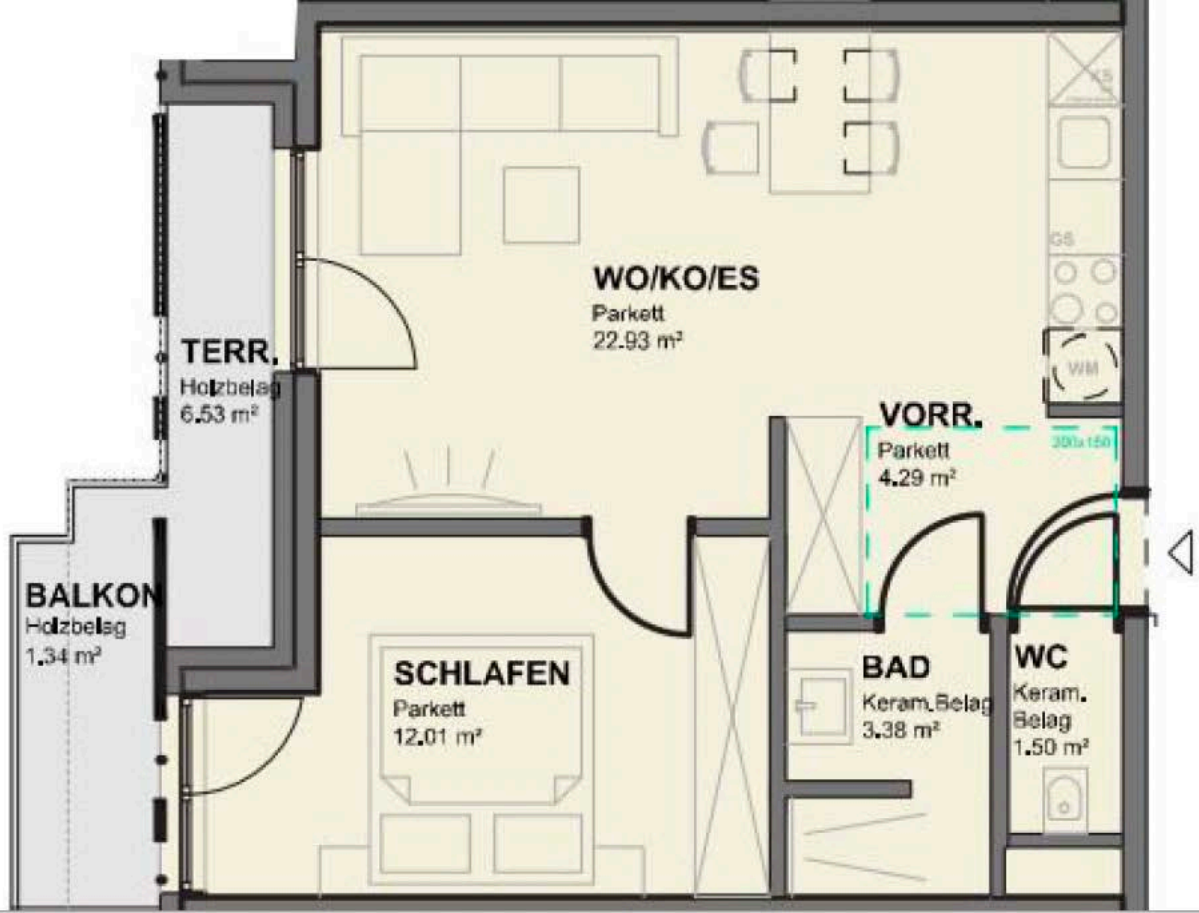 KS
GS
WO/KO/ES
Parkett
22.93 m²
TERR.
Holzbelag
6.53 m²
WM
VORR.
Parkett
4.29 m²
200x150
BALKON
Holzbelag
1.34 m²
SCHLAFEN
Parkett
12.01 m²
BAD
Keram.Belag
3.38 m²
WC
Keram.
Belag
1.50 m²